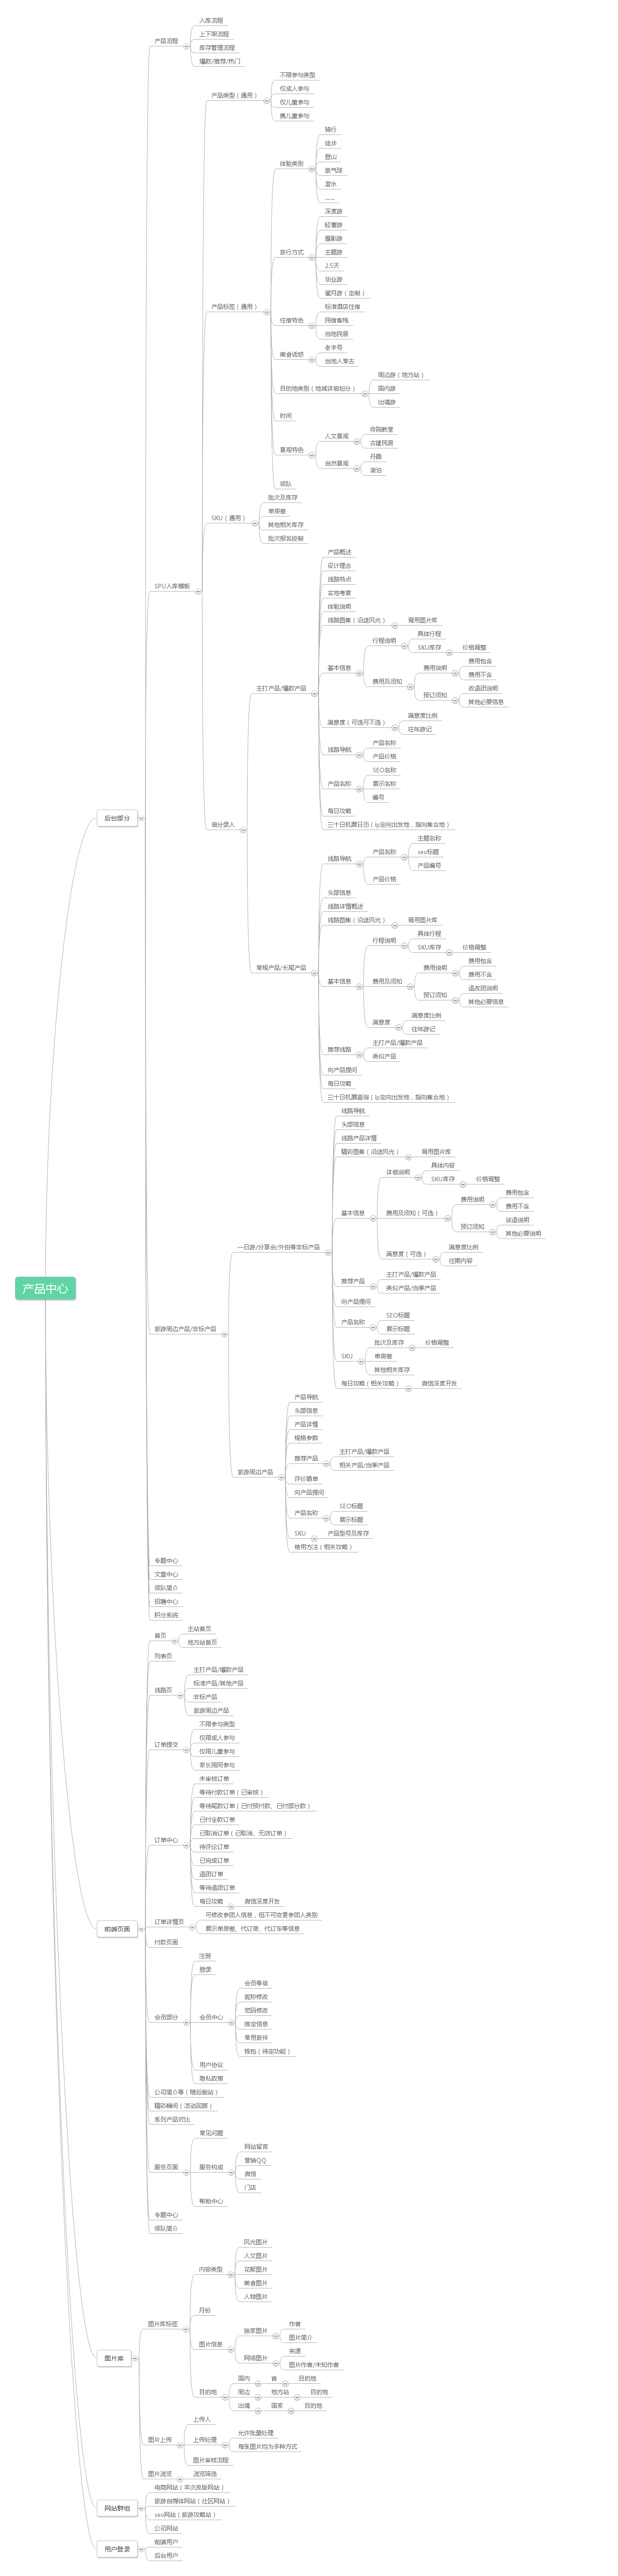 产品中心
后台部分
产品流程
入库流程
上下架流程
库存管理流程
爆款/推荐/热门
SPU入库模板
产品类型（通用）
不限参与类型
仅成人参与
仅儿童参与
携儿童参与
产品标签（通用）
体验类别
骑行
徒步
登山
氢气球
潜水
......
旅行方式
深度游
轻奢游
摄影游
主题游
2.5天
毕业游
蜜月游（定制）
住宿特色
标准酒店住宿
民宿客栈
当地民居
美食诱惑
老字号
当地人常去
目的地类别（地域详细划分）
周边游（地方站）
国内游
出境游
时间
景观特色
人文景观
寺院教堂
古建民居
自然景观
丹霞
湖泊
领队
SKU（通用）
批次及库存
单房差
其他相关库存
批次报名控制
细分录入
主打产品/爆款产品
产品概述
设计理念
线路特点
实地考察
体验说明
线路图集（沿途风光）
调用图片库
基本信息
行程说明
具体行程
SKU库存
价格调整
费用及须知
费用说明
费用包含
费用不含
预订须知
改退团说明
其他必要信息
满意度（可选可不选）
满意度比例
往年游记
线路导航
产品名称
产品价格
产品名称
SEO名称
展示名称
编号
每日攻略
三十日机票日历（ip定向出发地，指向集合地）
常规产品/长尾产品
线路导航
产品名称
主题名称
seo标题
产品编号
产品价格
头部信息
线路详情概述
线路图集（沿途风光）
调用图片库
基本信息
行程说明
具体行程
SKU库存
价格调整
费用及须知
费用说明
费用包含
费用不含
预订须知
退改团说明
其他必要信息
满意度
满意度比例
往年游记
推荐线路
主打产品/爆款产品
类似产品
向产品提问
每日攻略
三十日机票查询（ip定向出发地，指向集合地）
旅游周边产品/非标产品
一日游/分享会/外拍等非标产品
线路导航
头部信息
线路产品详情
精彩图集（沿途风光）
调用图片库
基本信息
详细说明
具体内容
SKU库存
价格调整
费用及须知（可选）
费用说明
费用包含
费用不含
预订须知
改退说明
其他必要说明
满意度（可选）
满意度比例
往期内容
推荐产品
主打产品/爆款产品
类似产品/当季产品
向产品提问
产品名称
SEO标题
展示标题
SKU
批次及库存
价格调整
单房差
其他相关库存
每日攻略（相关攻略）
微信深度开发
旅游周边产品
产品导航
头部信息
产品详情
规格参数
推荐产品
主打产品/爆款产品
相关产品/当季产品
评价晒单
向产品提问
产品名称
SEO标题
展示标题
SKU
产品型号及库存
使用方法（相关攻略）
专题中心
文章中心
领队简介
招聘中心
积分系统
前端页面
首页
主站首页
地方站首页
列表页
线路页
主打产品/爆款产品
标准产品/其他产品
非标产品
旅游周边产品
订单提交
不限参与类型
仅限成人参与
仅限儿童参与
家长陪同参与
订单中心
未审核订单
等待付款订单（已审核）
等待尾款订单（已付预付款，已付部分款）
已付全款订单
已取消订单（已取消，无效订单）
待评论订单
已完成订单
退团订单
等待退团订单
每日攻略
微信深度开发
订单详情页
可修改参团人信息，但不可变更参团人类别
展示单房差、代订房、代订车等信息
付款页面
会员部分
注册
登录
会员中心
会员等级
昵称修改
密码修改
绑定信息
常用旅伴
钱包（待定功能）
用户协议
隐私政策
公司简介等（随后做站）
精彩瞬间（活动回顾）
系列产品对比
服务页面
常见问题
服务构成
网站留言
营销QQ
微信
门店
帮助中心
专题中心
领队简介
图片库
图片库标签
内容类型
风光图片
人文图片
花絮图片
美食图片
人物图片
月份
图片信息
独家图片
作者
图片简介
网络图片
来源
图片作者/未知作者
目的地
国内
省
目的地
周边
地方站
目的地
出境
国家
目的地
图片上传
上传人
上传处理
允许批量处理
每张图片均为多种方式
图片审核流程
图片浏览
浏览筛选
网站群组
电商网站（本次改版网站）
旅游自媒体网站（社区网站）
seo网站（旅游攻略站）
公司网站
用户登录
前端用户
后台用户